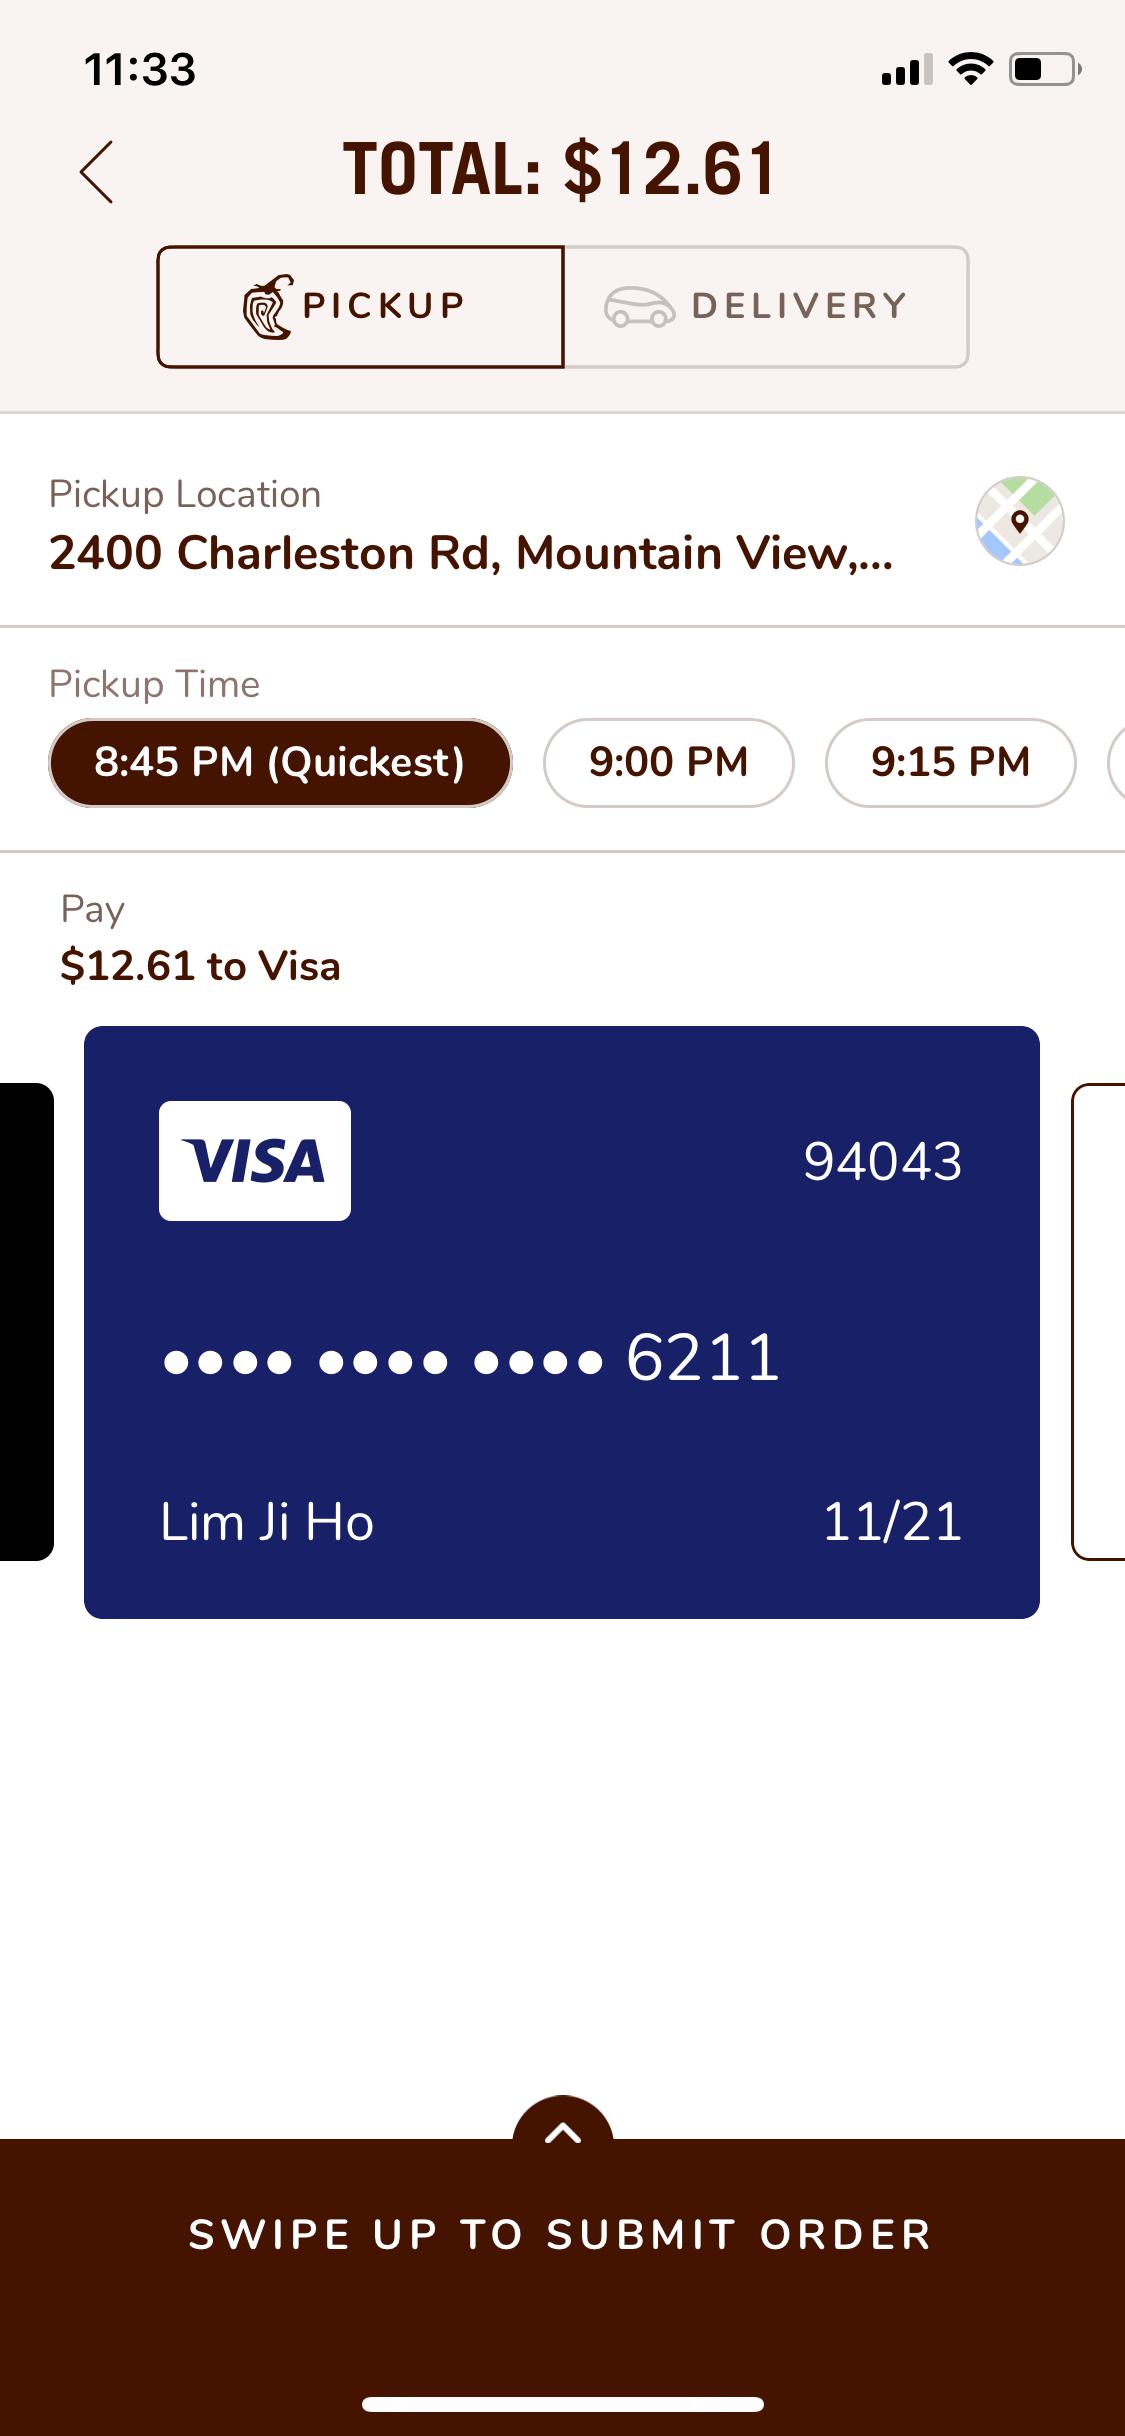 11:33
TOTAL: $12.61
PICKUP DELIVERY
Pickup Location
2400 Charleston Rd, Mountain View,...
Pickup Time
8:45 PM (Quickest) 9:00 PM 9:15 PM
Pay
$12.61 to Visa
VISA 94043
•••• •••• •••• 6211
Lim Ji Ho 11/21
SWIPE UP TO SUBMIT ORDER